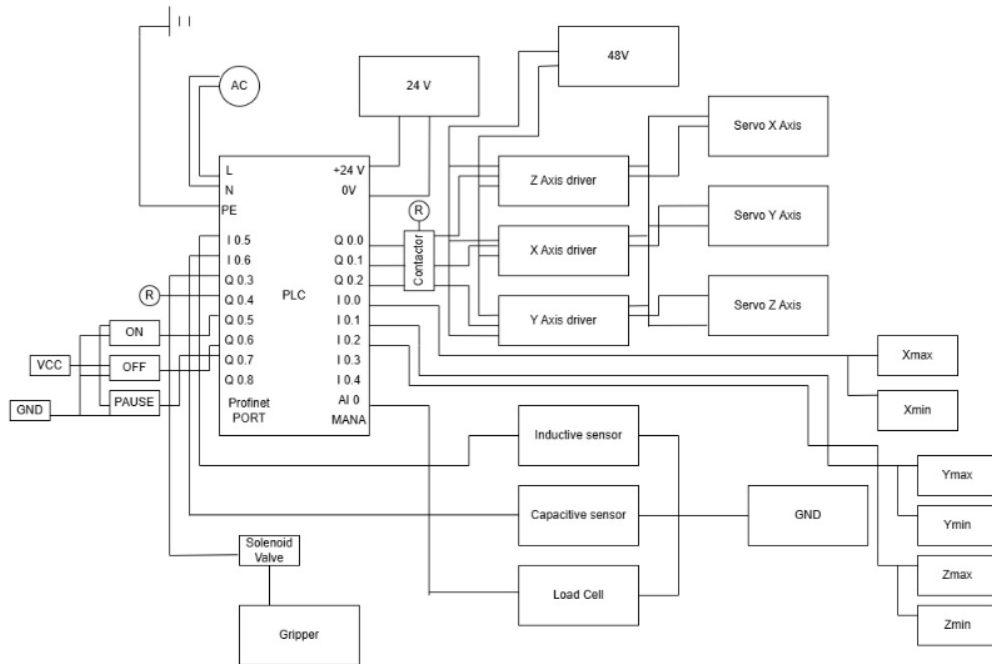 48V
AC
24 V
Servo X Axis
L
+24 V
Z Axis driver
N
0V
PE
R
Servo Y Axis
I 0.5
Q 0.0
Contactor
X Axis driver
I 0.6
Q 0.1
Q 0.3
PLC
Q 0.2
R
Q 0.4
I 0.0
Servo Z Axis
ON
Q 0.5
I 0.1
Y Axis driver
Q 0.6
I 0.2
VCC
OFF
Q 0.7
I 0.3
Xmax
Q 0.8
I 0.4
GND
PAUSE
Profinet
PORT
AI 0
MANA
Xmin
Inductive sensor
Ymax
Capacitive sensor
GND
Ymin
Solenoid
Valve
Zmax
Load Cell
Zmin
Gripper